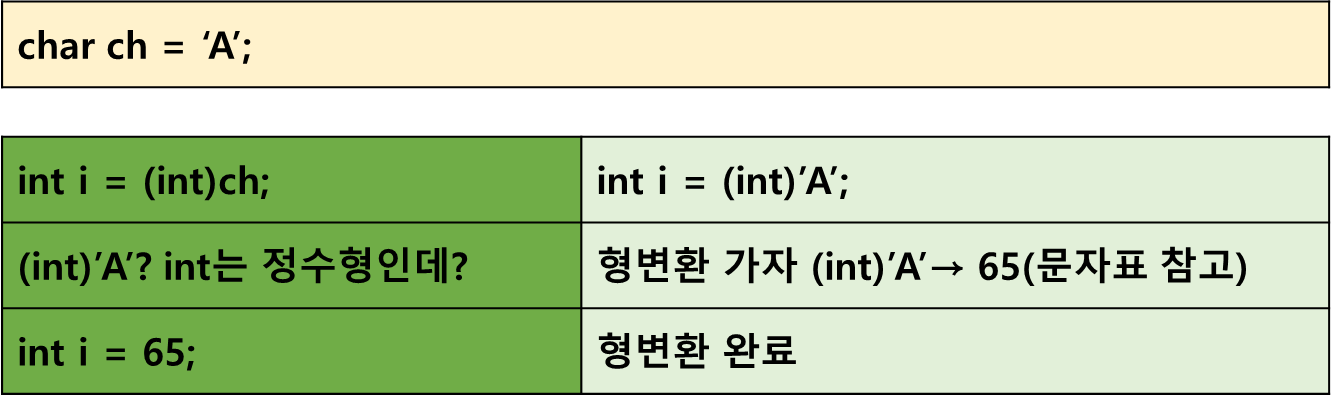 char ch = ‘A’;
int i = (int)ch;
int i = (int)’A’;
(int)’A’? int는 정수형인데?
형변환 가자 (int)’A’→ 65(문자표 참고)
int i = 65;
형변환 완료